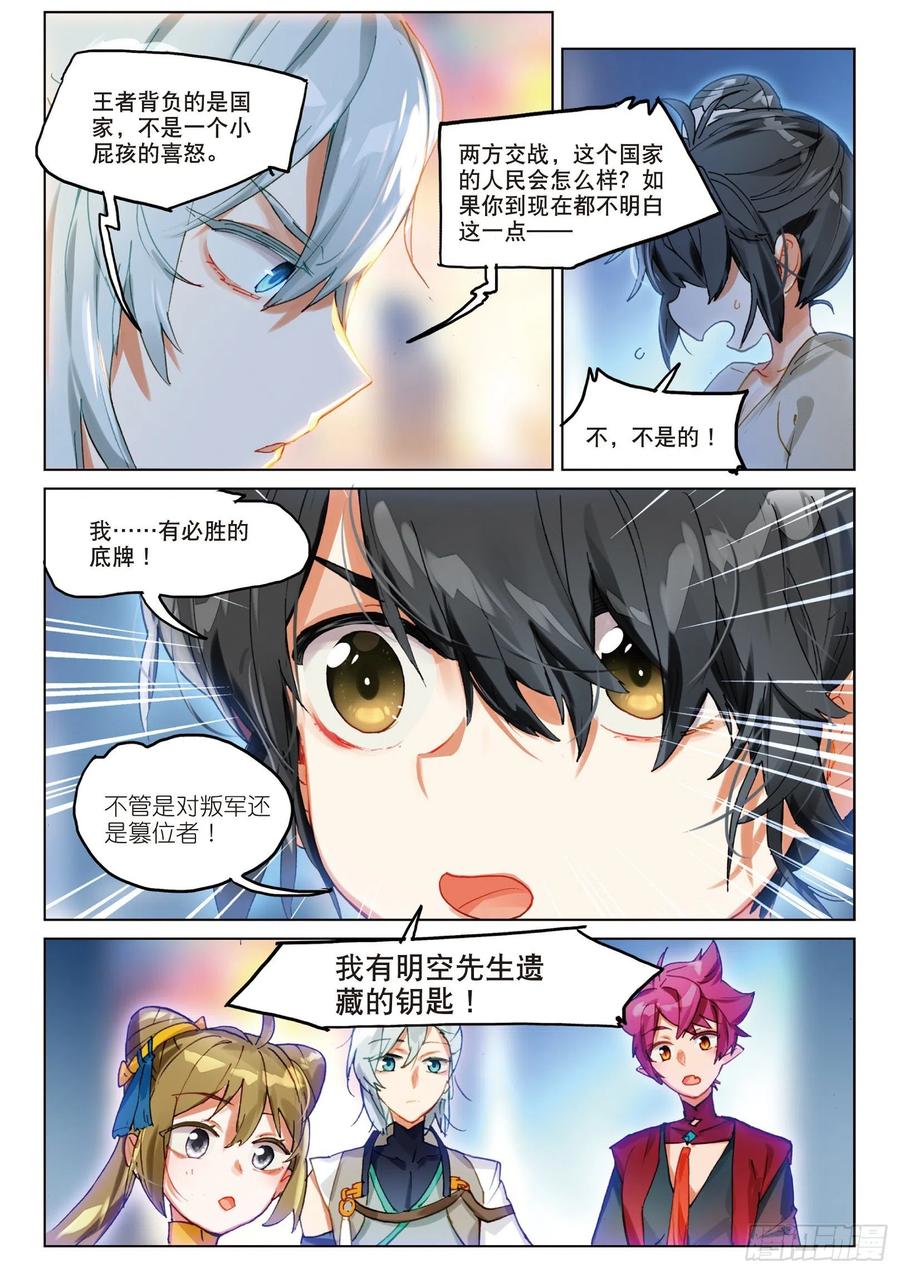 王者背负的是国
家，不是一个小
屁孩的喜怒。
两方交战，这个国家
的人民会怎么样？如
果你到现在都不明白
这一点——
不，不是的！
我……有必胜的
底牌！
不管是对叛军还
是篡位者！
我有明空先生遗
藏的钥匙！
腾讯动漫